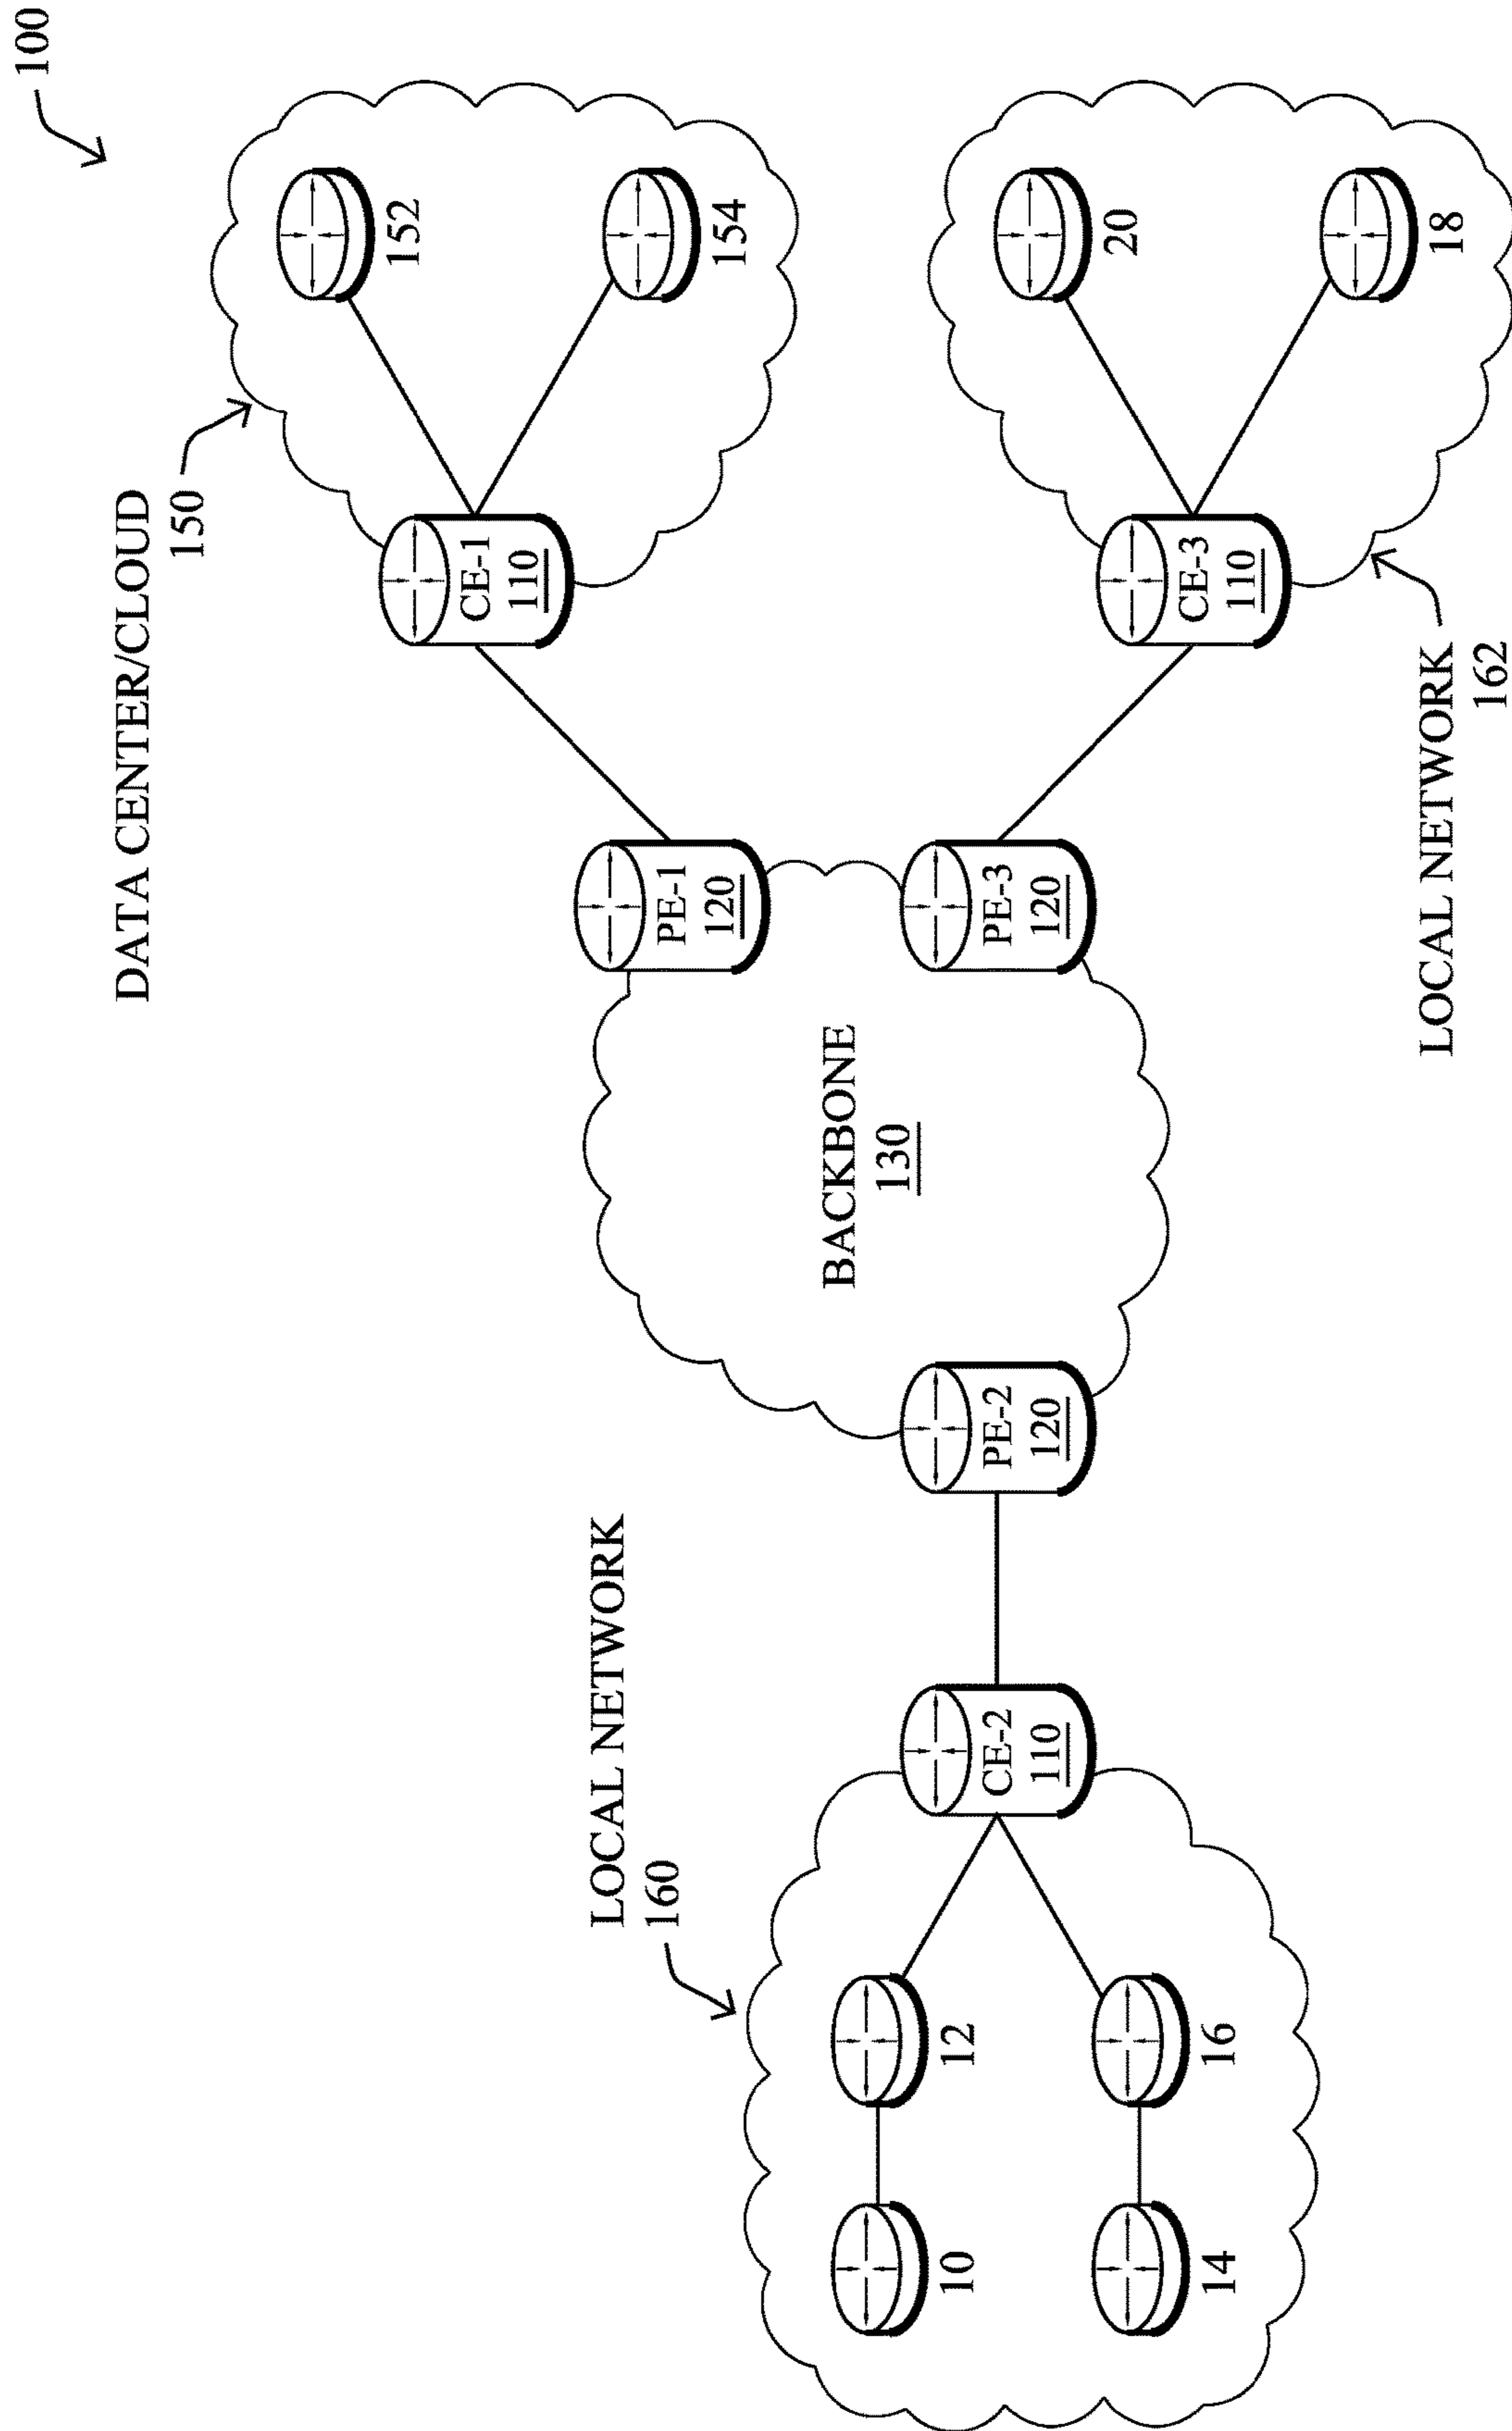 100
DATA CENTER/CLOUD
150
152
154
CE-1
110
PE-1
120
LOCAL NETWORK
160
BACKBONE
130
10
12
14
16
CE-2
110
PE-2
120
PE-3
120
CE-3
110
20
18
LOCAL NETWORK
162